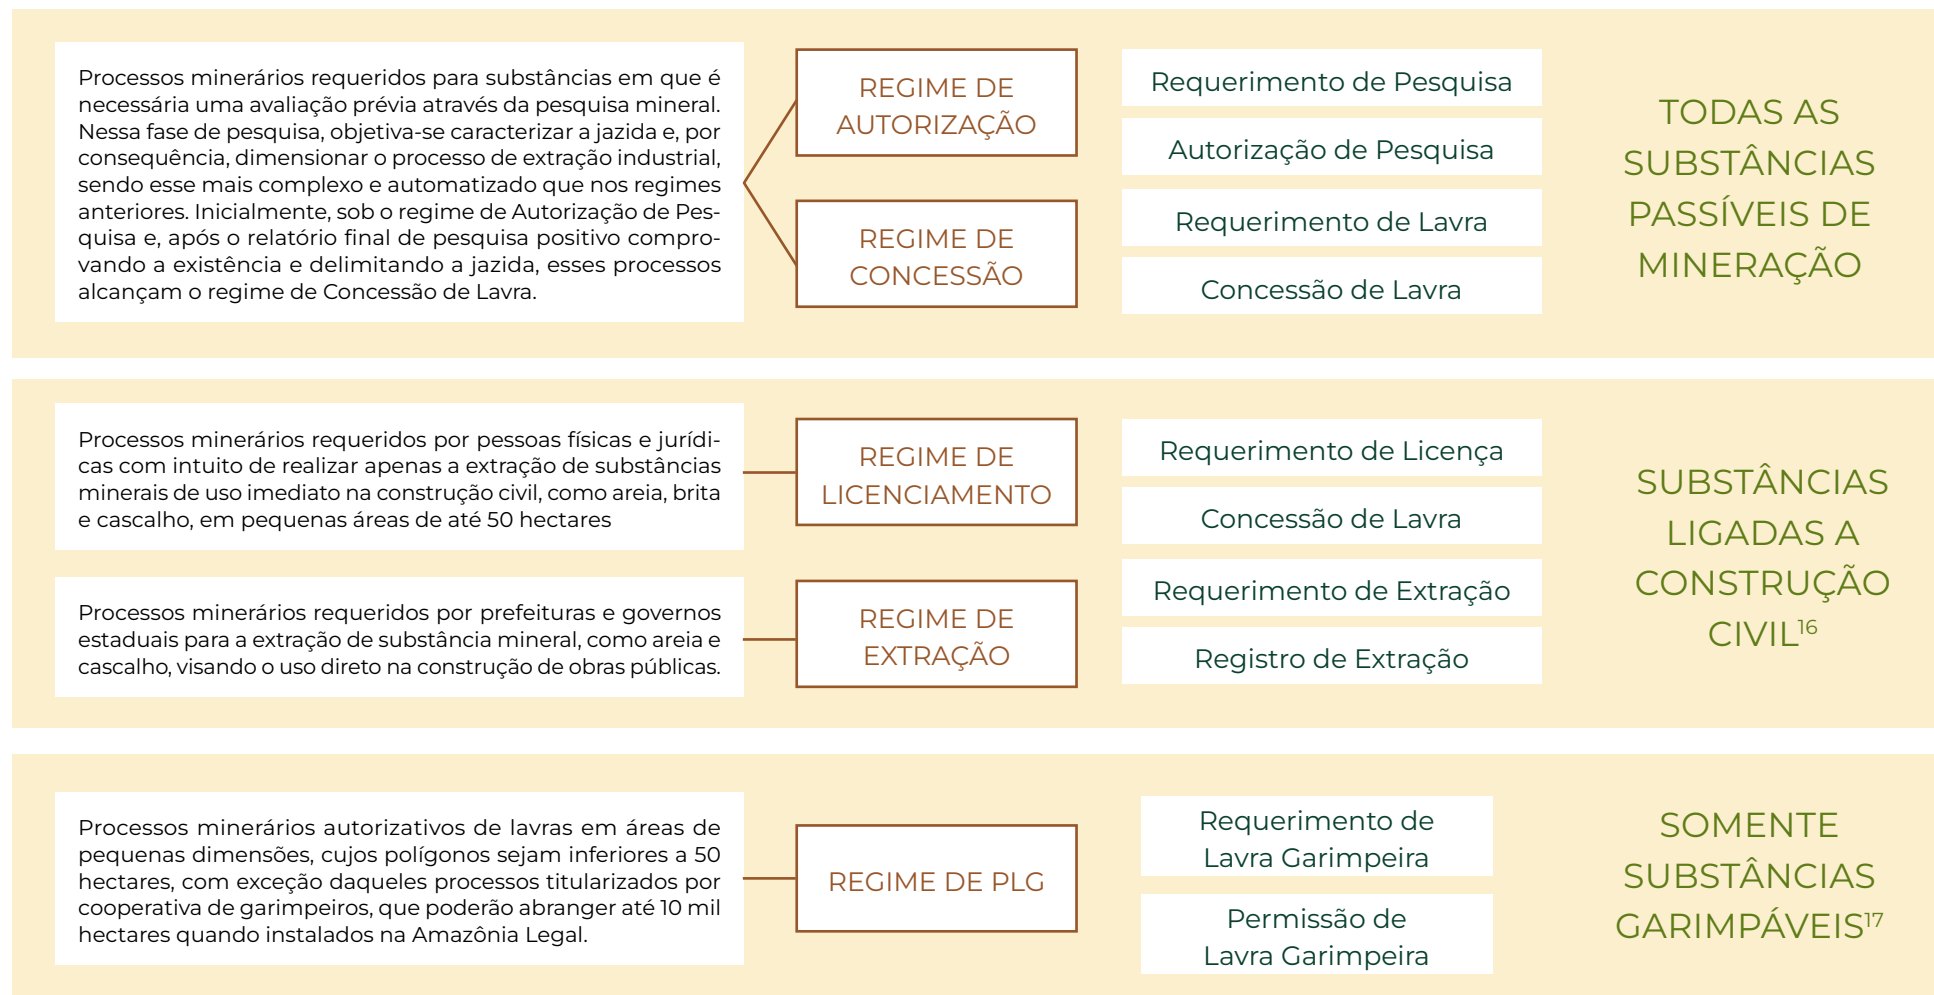 Processos minerários requeridos para substâncias em que é
necessária uma avaliação prévia através da pesquisa mineral.
Nessa fase de pesquisa, objetiva-se caracterizar a jazida e, por
consequência, dimensionar o processo de extração industrial,
sendo esse mais complexo e automatizado que nos regimes
anteriores. Inicialmente, sob o regime de Autorização de Pes-
quisa e, após o relatório final de pesquisa positivo compro-
vando a existência e delimitando a jazida, esses processos
alcançam o regime de Concessão de Lavra.
REGIME DE
AUTORIZAÇÃO
REGIME DE
CONCESSÃO
Requerimento de Pesquisa
Autorização de Pesquisa
Requerimento de Lavra
Concessão de Lavra
TODAS AS
SUBSTÂNCIAS
PASSÍVEIS DE
MINERAÇÃO
Processos minerários requeridos por pessoas físicas e jurídi-
cas com intuito de realizar apenas a extração de substâncias
minerais de uso imediato na construção civil, como areia, brita
e cascalho, em pequenas áreas de até 50 hectares
REGIME DE
LICENCIAMENTO
Requerimento de Licença
Concessão de Lavra
Processos minerários requeridos por prefeituras e governos
estaduais para a extração de substância mineral, como areia e
cascalho, visando o uso direto na construção de obras públicas.
REGIME DE
EXTRAÇÃO
Requerimento de Extração
Registro de Extração
SUBSTÂNCIAS
LIGADAS A
CONSTRUÇÃO
CIVIL16
Processos minerários autorizativos de lavras em áreas de
pequenas dimensões, cujos polígonos sejam inferiores a 50
hectares, com exceção daqueles processos titularizados por
cooperativa de garimpeiros, que poderão abranger até 10 mil
hectares quando instalados na Amazônia Legal.
REGIME DE PLG
Requerimento de
Lavra Garimpeira
Permissão de
Lavra Garimpeira
SOMENTE
SUBSTÂNCIAS
GARIMPÁVEIS17